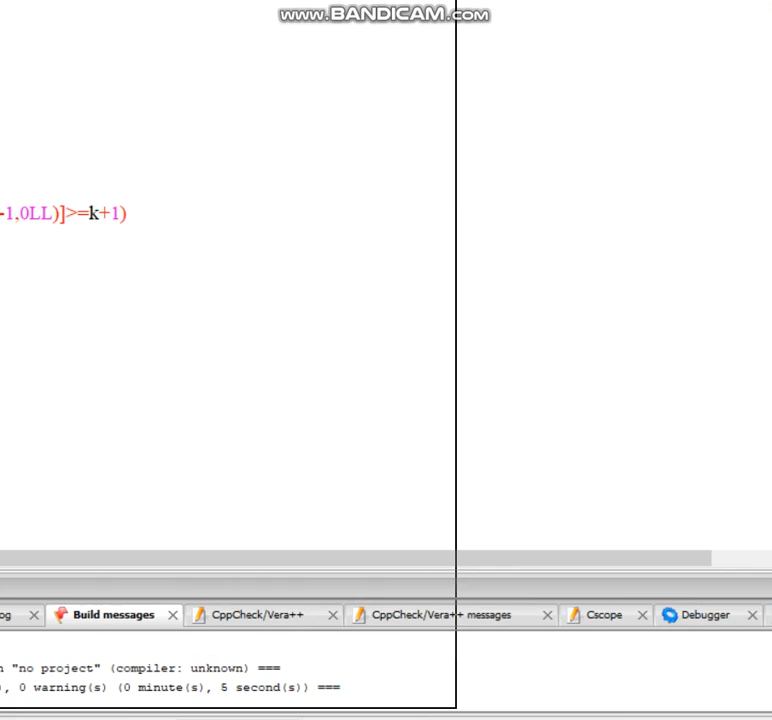 www.BANDICAM.com
-1,0LL)]>=k+1)
og Build messages CppCheck/Vera++ CppCheck/Vera++ messages Cscope Debugger
n "no project" (compiler: unknown) ===
), 0 warning(s) (0 minute(s), 5 second(s)) ===